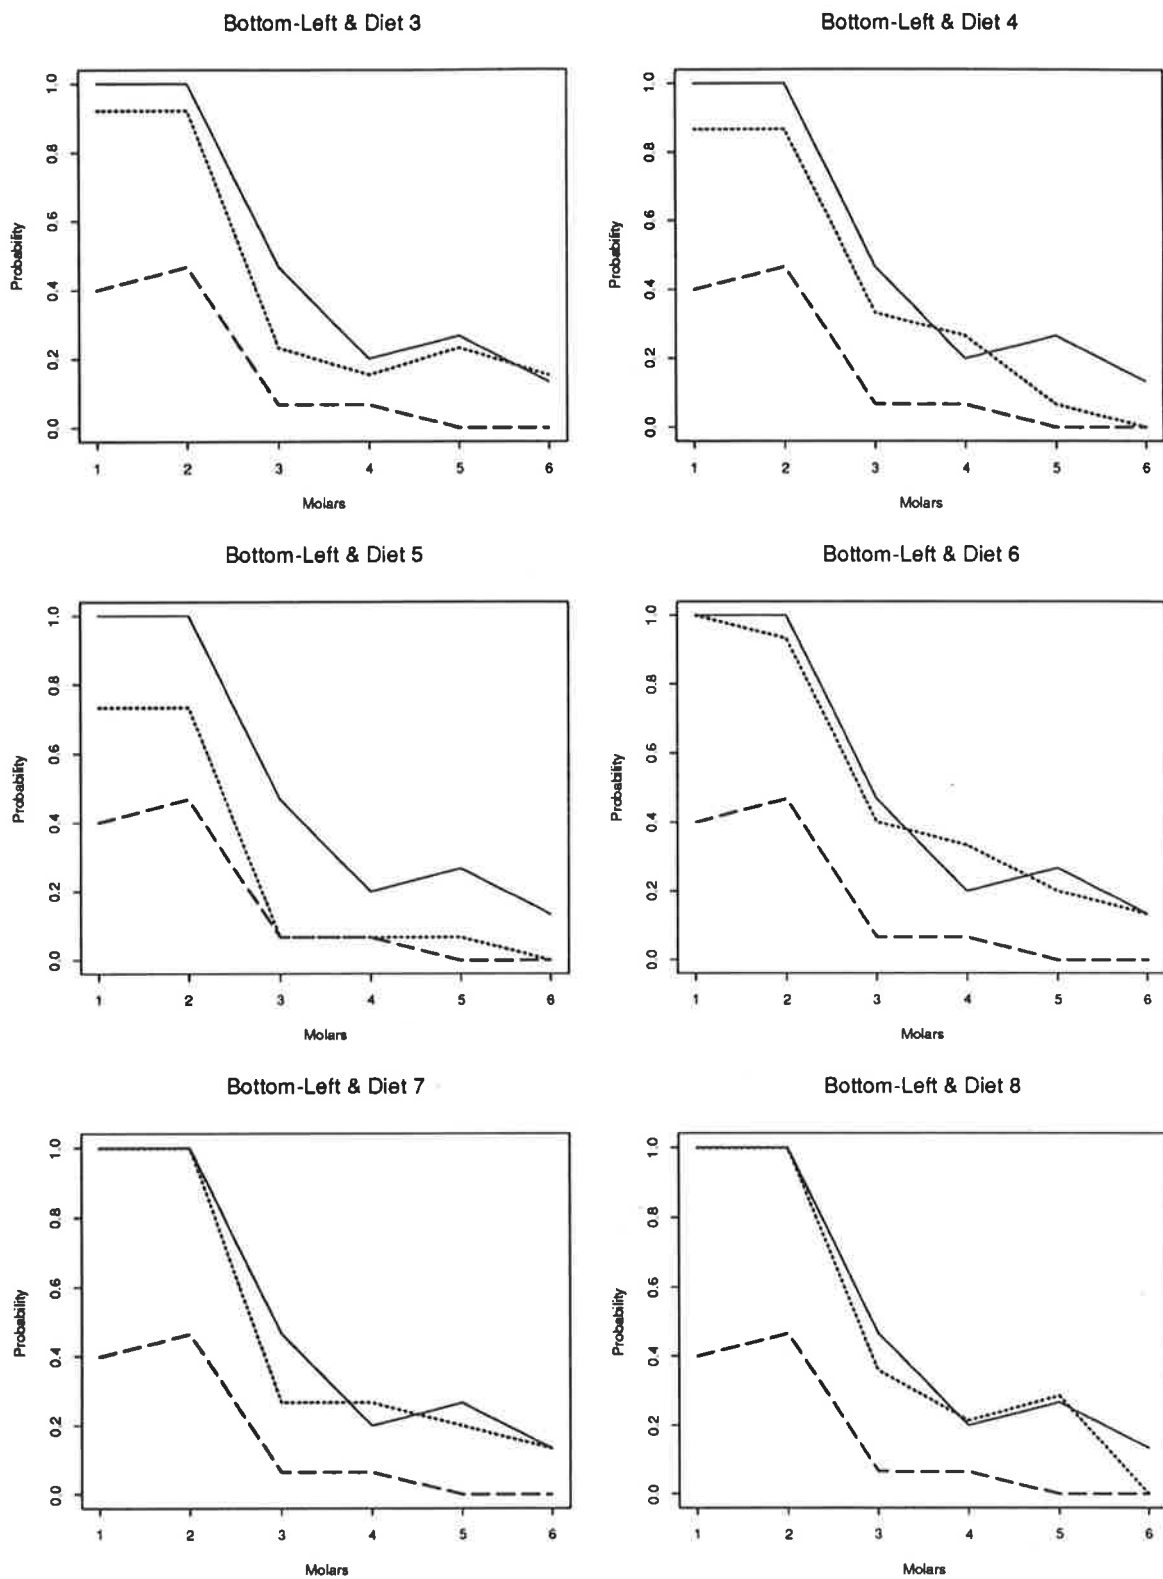 Bottom-Left & Diet 3
Probability
1.0
0.8
0.6
0.4
0.2
0.0
1 2 3 4 5 6
Molars
Bottom-Left & Diet 4
Probability
1.0
0.8
0.6
0.4
0.2
0.0
1 2 3 4 5 6
Molars
Bottom-Left & Diet 5
Probability
1.0
0.8
0.6
0.4
0.2
0.0
1 2 3 4 5 6
Molars
Bottom-Left & Diet 6
Probability
1.0
0.8
0.6
0.4
0.2
0.0
1 2 3 4 5 6
Molars
Bottom-Left & Diet 7
Probability
1.0
0.8
0.6
0.4
0.2
0.0
1 2 3 4 5 6
Molars
Bottom-Left & Diet 8
Probability
1.0
0.8
0.6
0.4
0.2
0.0
1 2 3 4 5 6
Molars